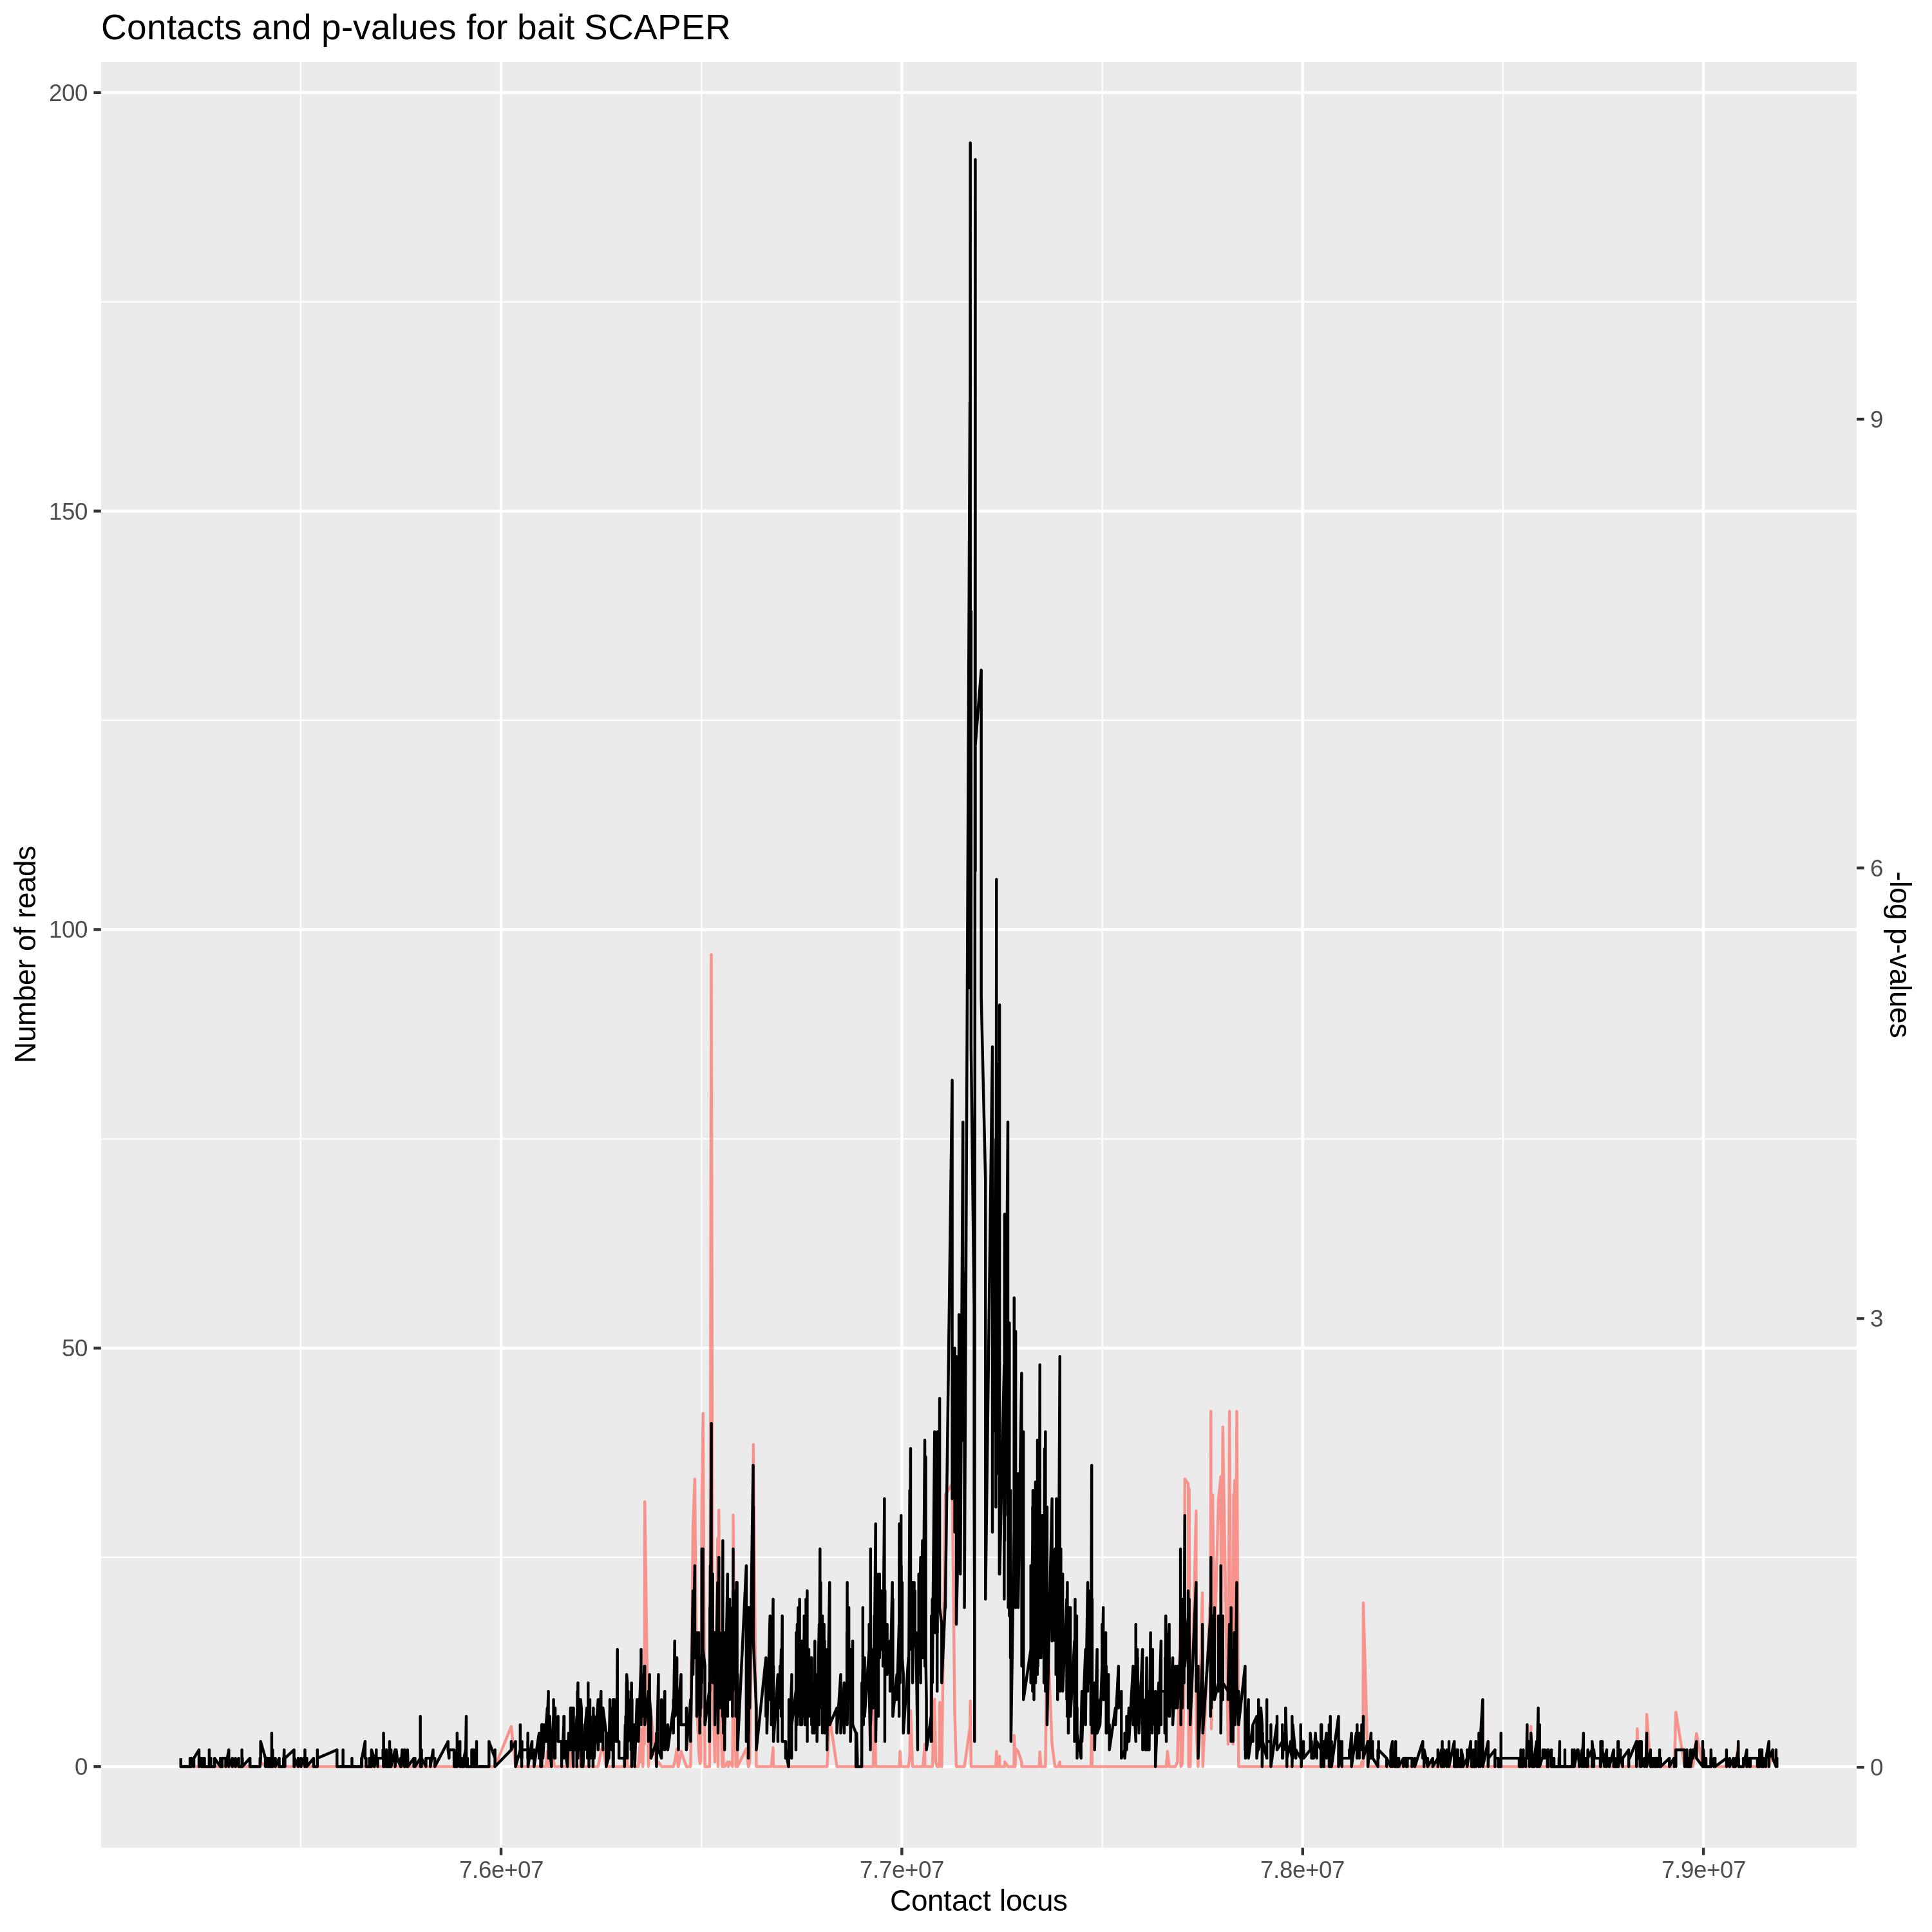 Contacts and p-values for bait SCAPER
200
150
100
50
0
Number of reads
9
6
3
0
-log p-values
7.6e+07
7.7e+07
7.8e+07
7.9e+07
Contact locus